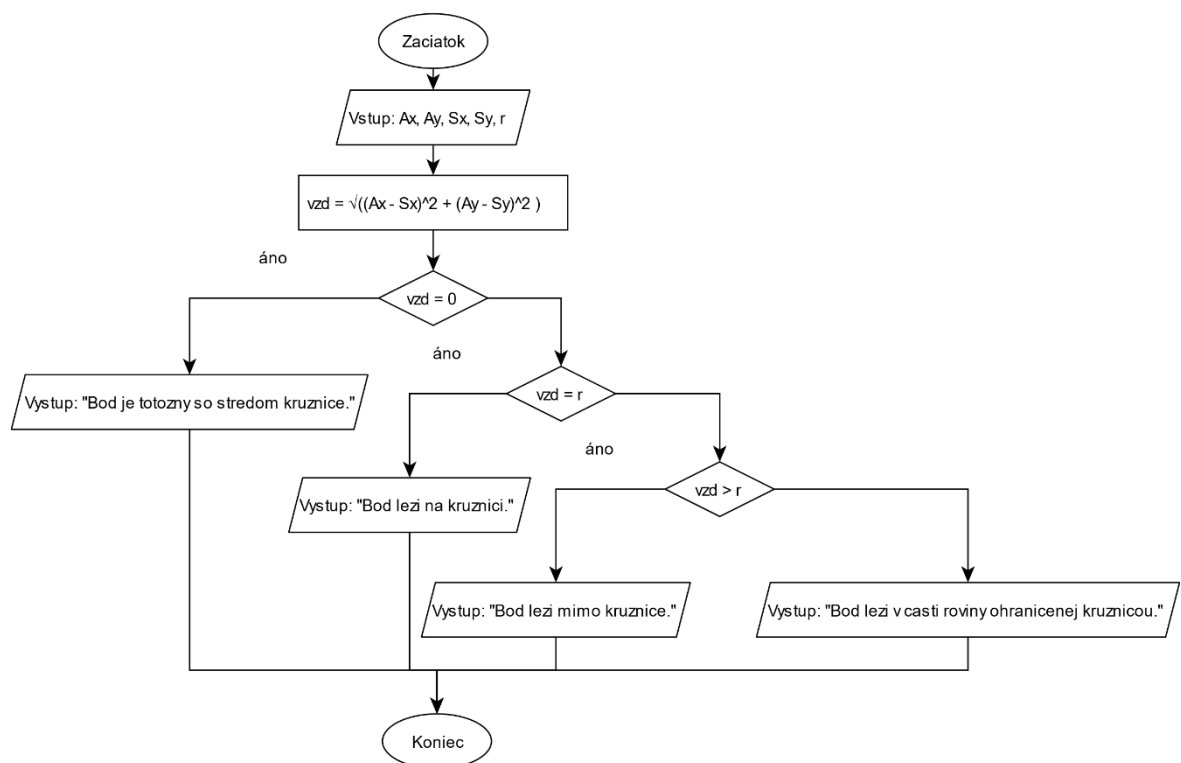 Zaciatok
Vstup: Ax, Ay, Sx, Sy, r
vzd = √((Ax - Sx)^2 + (Ay - Sy)^2 )
áno
vzd = 0
áno
vzd = r
Vystup: "Bod je totozny so stredom kruznice."
áno
vzd > r
Vystup: "Bod lezi na kruznici."
Vystup: "Bod lezi mimo kruznice."
Vystup: "Bod lezi v casti roviny ohranicenej kruznicou."
Koniec